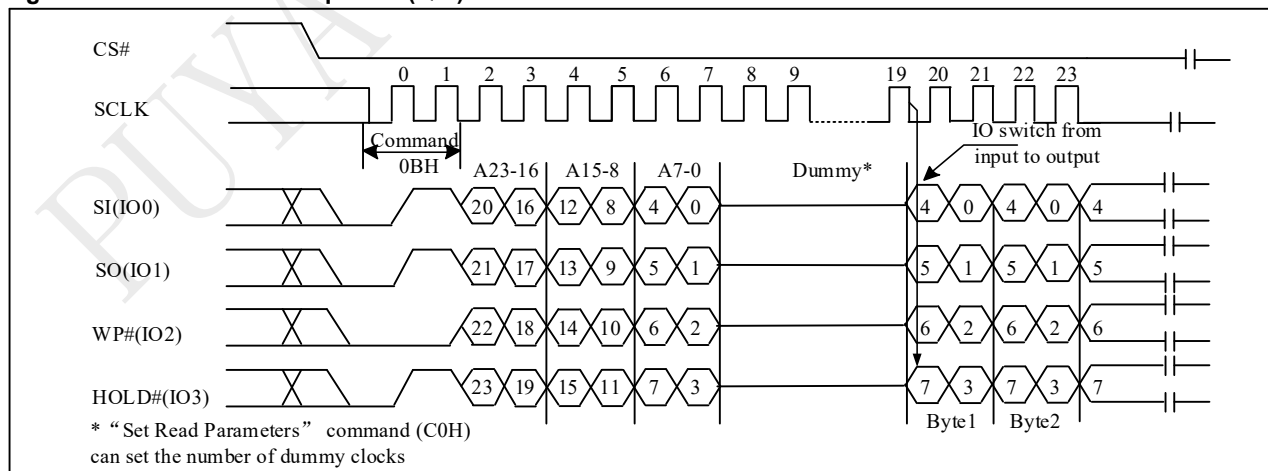 CS#
0 1 2 3 4 5 6 7 8 9 19 20 21 22 23
SCLK
Command
0BH
IO switch from
input to output
A23-16 A15-8 A7-0 Dummy*
SI(IO0) 20 16 12 8 4 0 4 0 4 0 4
SO(IO1) 21 17 13 9 5 1 5 1 5 1 5
WP#(IO2) 22 18 14 10 6 2 6 2 6 2 6
HOLD#(IO3) 23 19 15 11 7 3 7 3 7 3 7
Byte1 Byte2
* “Set Read Parameters” command (C0H)
can set the number of dummy clocks
PUYA